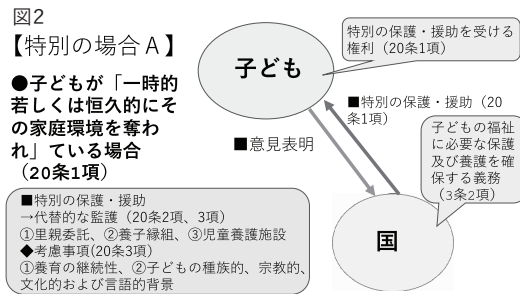 図2
【特別の場合A】
●子どもが「一時的
若しくは恒久的にそ
の家庭環境を奪わ
れ」ている場合
（20条1項）
子ども
特別の保護・援助を受ける
権利（20条1項）
■特別の保護・援助（20
条1項）
■意見表明
子どもの福祉
に必要な保護
及び養護を確
保する義務
（3条2項）
国
■特別の保護・援助
→代替的な監護（20条2項、3項）
①里親委託、②養子縁組、③児童養護施設
◆考慮事項(20条3項）
①養育の継続性、②子どもの種族的、宗教的、
文化的および言語的背景